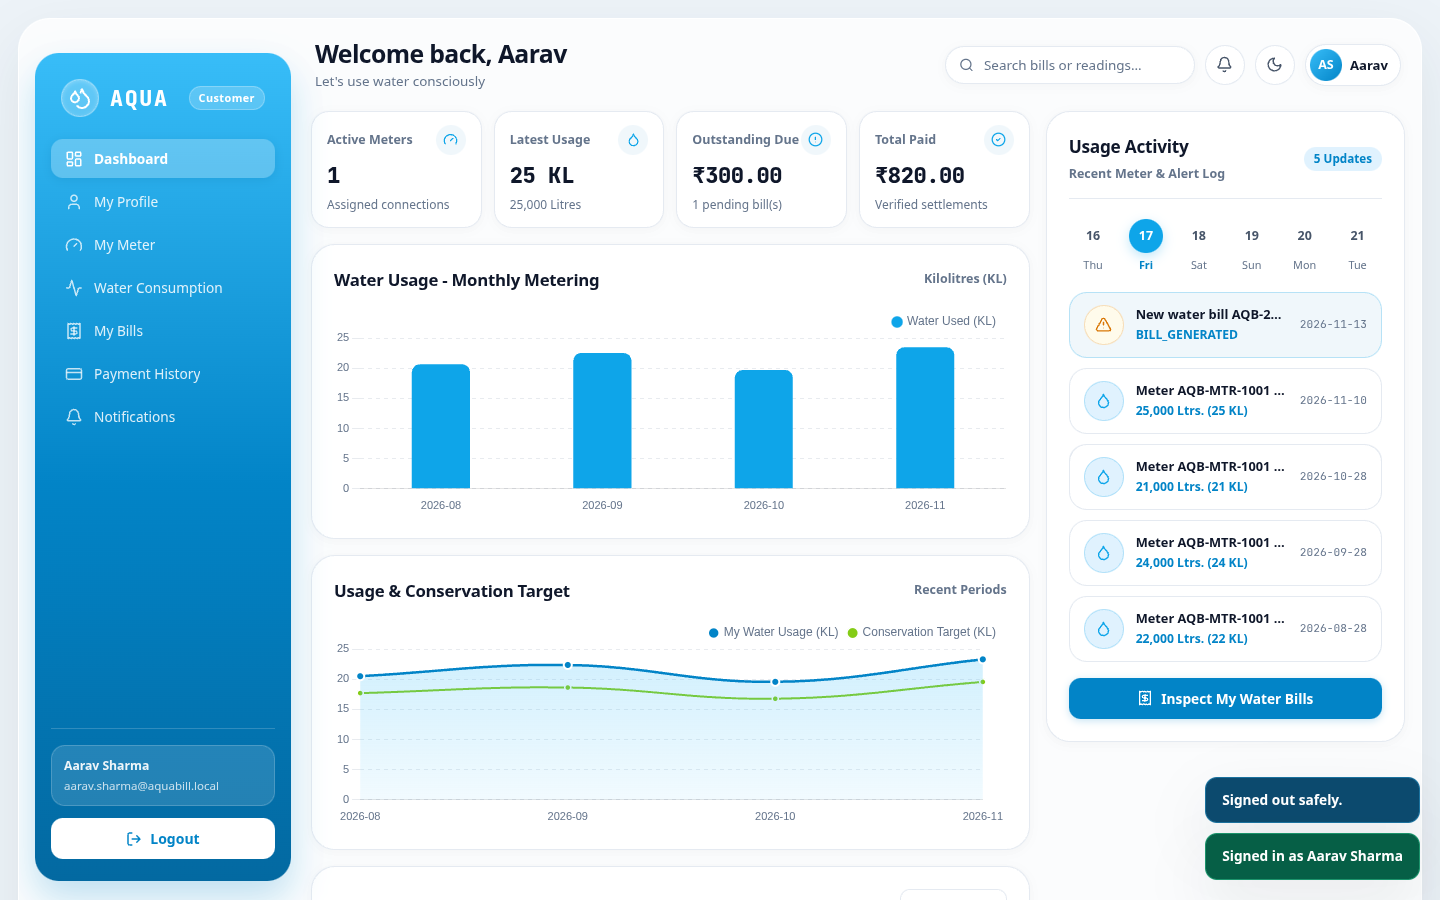 AQUA
Customer
Dashboard
My Profile
My Meter
Water Consumption
My Bills
Payment History
Notifications
Aarav Sharma
aarav.sharma@aquabill.local
Logout
Welcome back, Aarav
Let's use water consciously
Search bills or readings...
AS
Aarav
Active Meters
1
Assigned connections
Latest Usage
25 KL
25,000 Litres
Outstanding Due
₹300.00
1 pending bill(s)
Total Paid
₹820.00
Verified settlements
Water Usage - Monthly Metering
Kilolitres (KL)
Water Used (KL)
25
20
15
10
5
0
2026-08
2026-09
2026-10
2026-11
Usage & Conservation Target
Recent Periods
My Water Usage (KL)
Conservation Target (KL)
25
20
15
10
5
0
2026-08
2026-09
2026-10
2026-11
Usage Activity
Recent Meter & Alert Log
5 Updates
16
17
18
19
20
21
Thu
Fri
Sat
Sun
Mon
Tue
New water bill AQB-2...
BILL_GENERATED
2026-11-13
Meter AQB-MTR-1001 ...
25,000 Ltrs. (25 KL)
2026-11-10
Meter AQB-MTR-1001 ...
21,000 Ltrs. (21 KL)
2026-10-28
Meter AQB-MTR-1001 ...
24,000 Ltrs. (24 KL)
2026-09-28
Meter AQB-MTR-1001 ...
22,000 Ltrs. (22 KL)
2026-08-28
Inspect My Water Bills
Signed out safely.
Signed in as Aarav Sharma